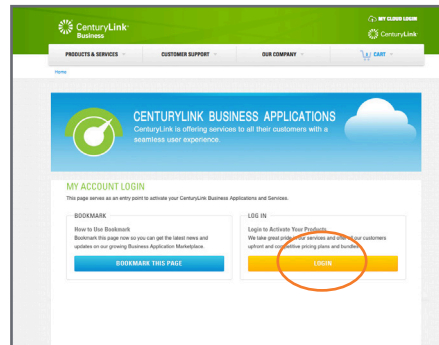 CenturyLink™
Business
MY CLOUD LOGIN
CenturyLink
PRODUCTS & SERVICES
CUSTOMER SUPPORT
OUR COMPANY
CART
Home
CENTURYLINK BUSINESS APPLICATIONS
CenturyLink is offering services to all their customers with a
seamless user experience.
MY ACCOUNT LOGIN
This page serves as an entry point to activate your CenturyLink Business Applications and Services.
BOOKMARK
How to Use Bookmark
Bookmark this page now so you can get the latest news and
updates on our growing Business Application Marketplace.
BOOKMARK THIS PAGE
LOG IN
Login to Activate Your Products
We take great pride in our services and offer all our customers
upfront and competitive pricing plans and bundles.
LOGIN